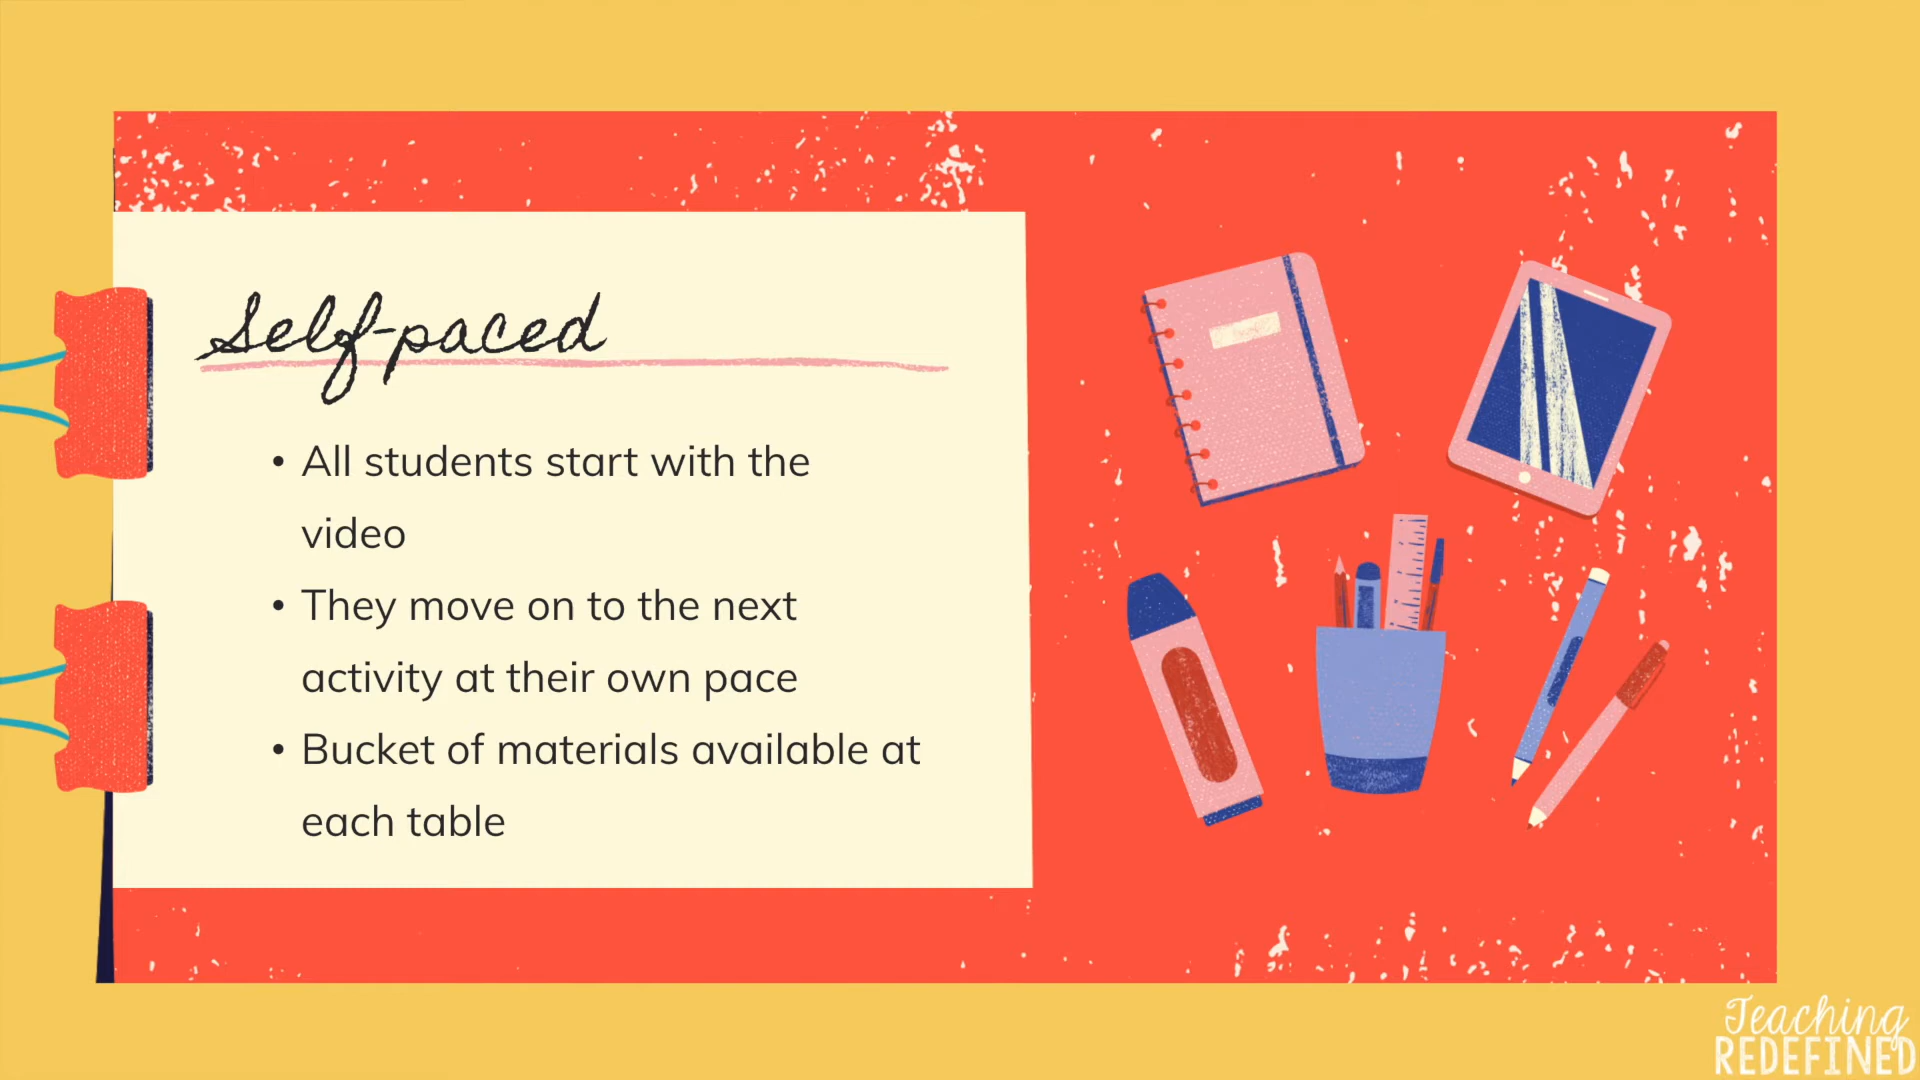 Self-paced
• All students start with the
video
• They move on to the next
activity at their own pace
• Bucket of materials available at
each table
Teaching
REDEFINED